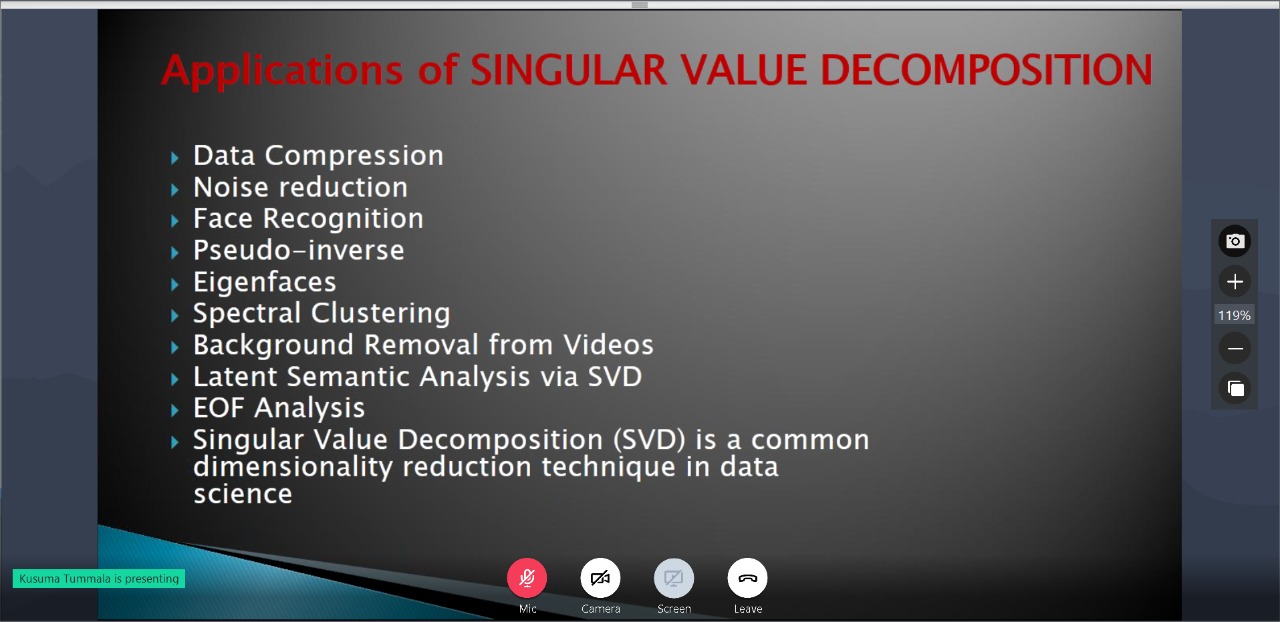 Applications of SINGULAR VALUE DECOMPOSITION
Data Compression
Noise reduction
Face Recognition
Pseudo-inverse
Eigenfaces
Spectral Clustering
Background Removal from Videos
Latent Semantic Analysis via SVD
EOF Analysis
Singular Value Decomposition (SVD) is a common
dimensionality reduction technique in data
science
119%
Kusuma Tummala is presenting
Mic
Camera
Screen
Leave